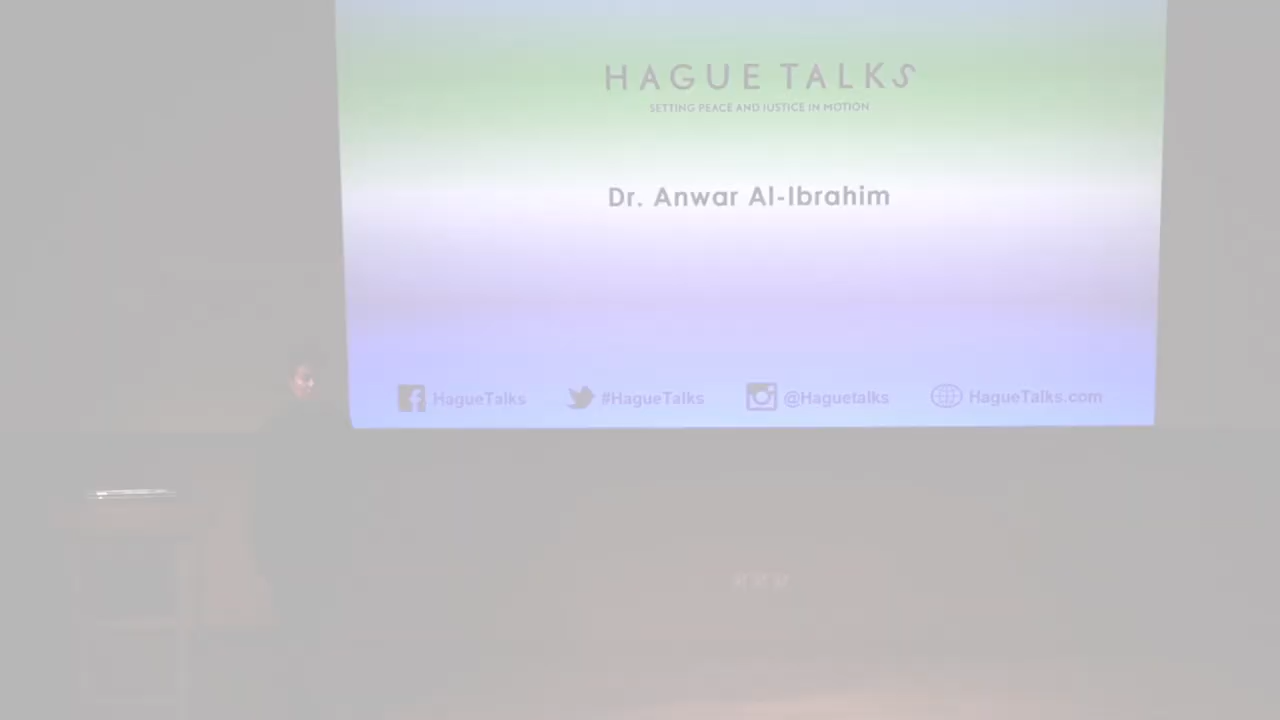 HAGUE TALKS
SETTING PEACE AND JUSTICE IN MOTION
Dr. Anwar Al-Ibrahim
HagueTalks #HagueTalks @Haguetalks HagueTalks.com